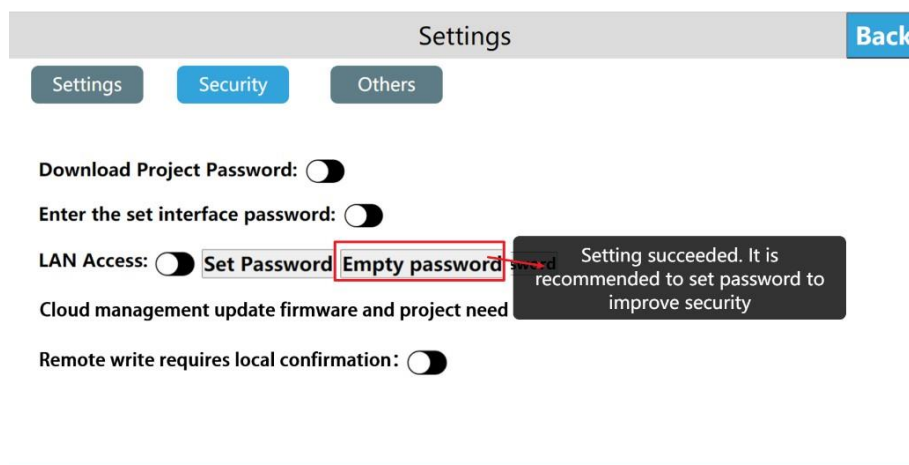 Settings
Back
Settings Security Others
Download Project Password:
Enter the set interface password:
LAN Access: Set Password Empty password
Setting succeeded. It is
recommended to set password to
improve security
Cloud management update firmware and project need
Remote write requires local confirmation: